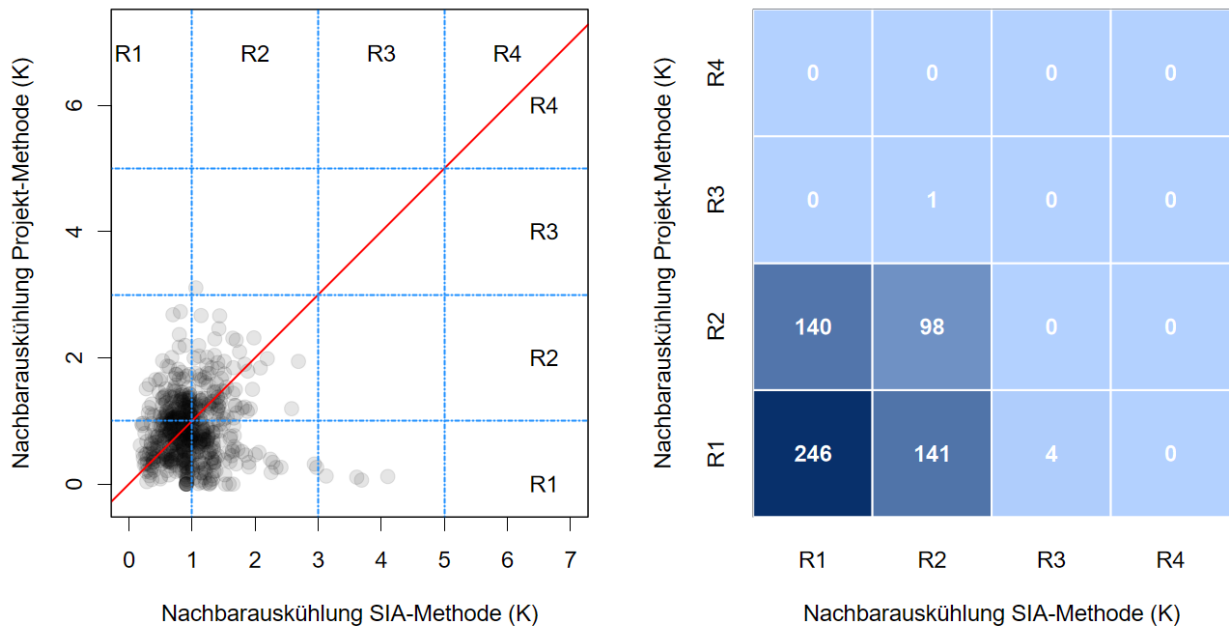 R1 R2 R3 R4
R4
R3
R2
R1
6
4
2
0
0 1 2 3 4 5 6 7
Nachbarauskühlung Projekt-Methode (K)
Nachbarauskühlung SIA-Methode (K)
R4 0 0 0 0
R3 0 1 0 0
R2 140 98 0 0
R1 246 141 4 0
R1 R2 R3 R4
Nachbarauskühlung Projekt-Methode (K)
Nachbarauskühlung SIA-Methode (K)